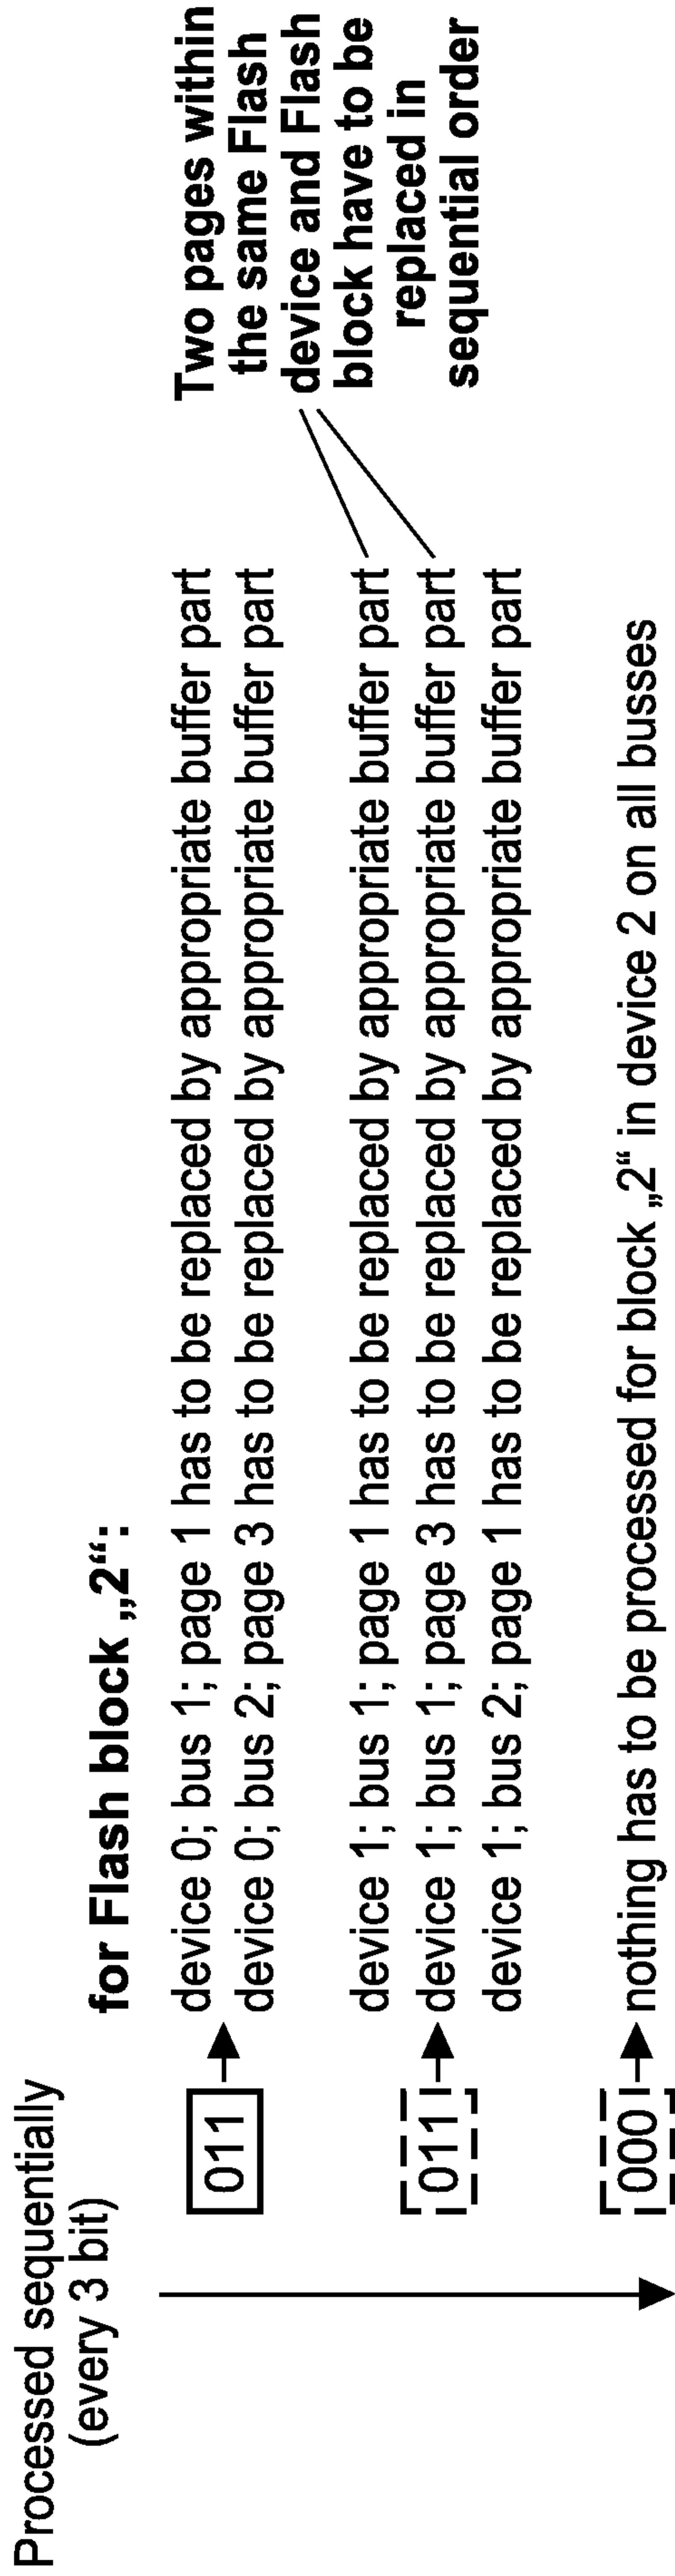 Processed sequentially
(every 3 bit)
for Flash block „2“:
011
device 0; bus 1; page 1 has to be replaced by appropriate buffer part
device 0; bus 2; page 3 has to be replaced by appropriate buffer part
011
device 1; bus 1; page 1 has to be replaced by appropriate buffer part
device 1; bus 1; page 3 has to be replaced by appropriate buffer part
device 1; bus 2; page 1 has to be replaced by appropriate buffer part
Two pages within
the same Flash
device and Flash
block have to be
replaced in
sequential order
000
nothing has to be processed for block „2“ in device 2 on all busses